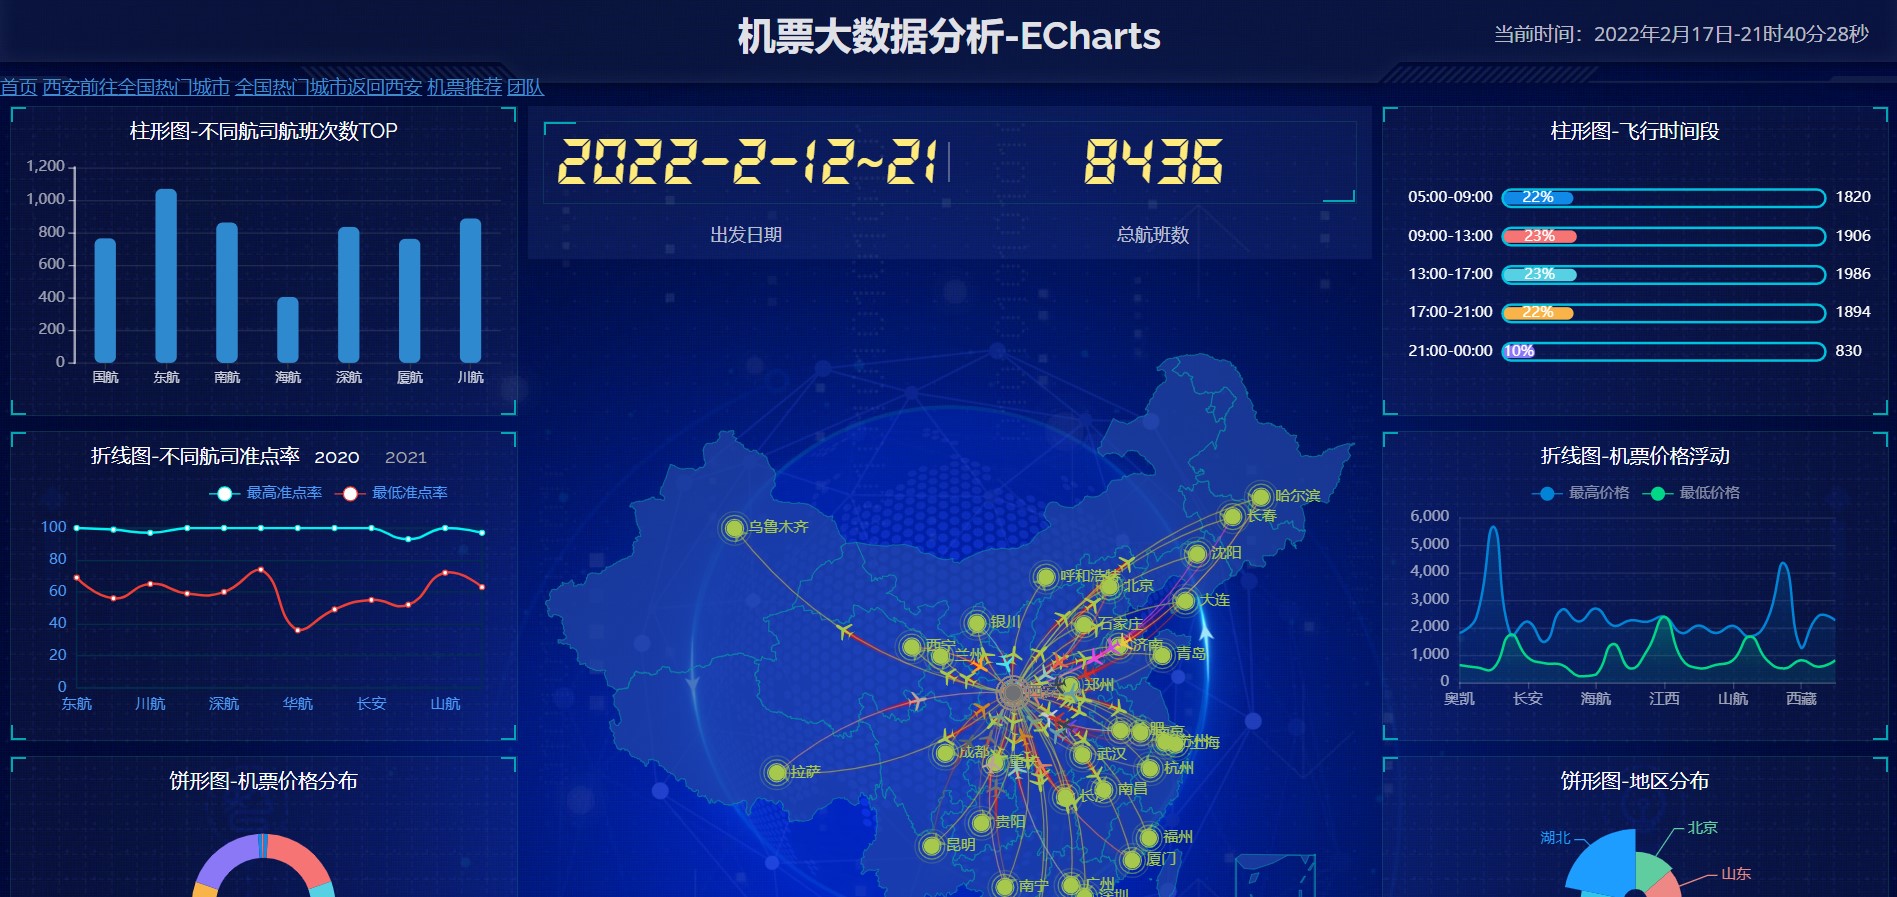 机票大数据分析-ECharts
当前时间：2022年2月17日-21时40分28秒
首页 西安前往全国热门城市 全国热门城市返回西安 机票推荐 团队
柱形图-不同航司航班次数TOP
1,200
1,000
800
600
400
200
0
国航 东航 南航 海航 深航 厦航 川航
折线图-不同航司准点率 2020 2021
最高准点率 最低准点率
100
80
60
40
20
0
东航 川航 深航 华航 长安 山航
饼形图-机票价格分布
2022-2-12~21 8436
出发日期 总航班数
哈尔滨
长春
乌鲁木齐
沈阳
呼和浩特
北京
大连
银川
石家庄
西宁
兰州
济南
青岛
郑州
上海
成都
重庆
武汉
杭州
拉萨
南昌
贵阳
福州
昆明
厦门
南宁
广州
深圳
柱形图-飞行时间段
05:00-09:00 22% 1820
09:00-13:00 23% 1906
13:00-17:00 23% 1986
17:00-21:00 22% 1894
21:00-00:00 10% 830
折线图-机票价格浮动
最高价格 最低价格
6,000
5,000
4,000
3,000
2,000
1,000
0
奥凯 长安 海航 江西 山航 西藏
饼形图-地区分布
湖北
北京
山东